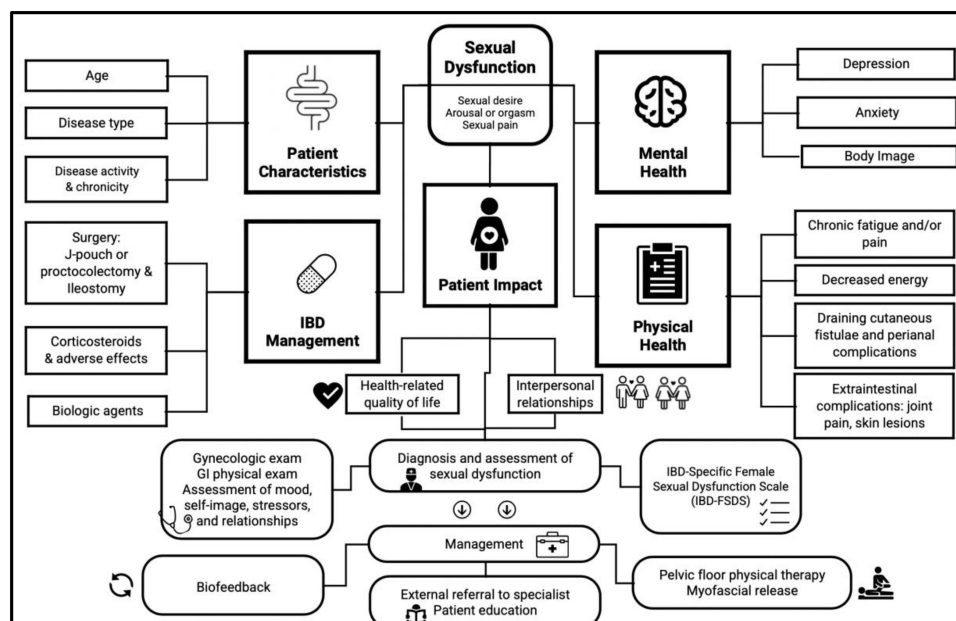 Sexual
Dysfunction
Sexual desire
Arousal or orgasm
Sexual pain
Age
Disease type
Disease activity
& chronicity
Patient
Characteristics
Mental
Health
Depression
Anxiety
Body Image
Surgery:
J-pouch or
proctocolectomy &
Ileostomy
Corticosteroids
& adverse effects
Biologic agents
IBD
Management
Patient Impact
Physical
Health
Chronic fatigue and/or
pain
Decreased energy
Draining cutaneous
fistulae and perianal
complications
Extraintestinal
complications: joint
pain, skin lesions
Health-related
quality of life
Interpersonal
relationships
Gynecologic exam
GI physical exam
Assessment of mood,
self-image, stressors,
and relationships
Diagnosis and assessment of
sexual dysfunction
IBD-Specific Female
Sexual Dysfunction Scale
(IBD-FSDS)
Management
Biofeedback
External referral to specialist
Patient education
Pelvic floor physical therapy
Myofascial release